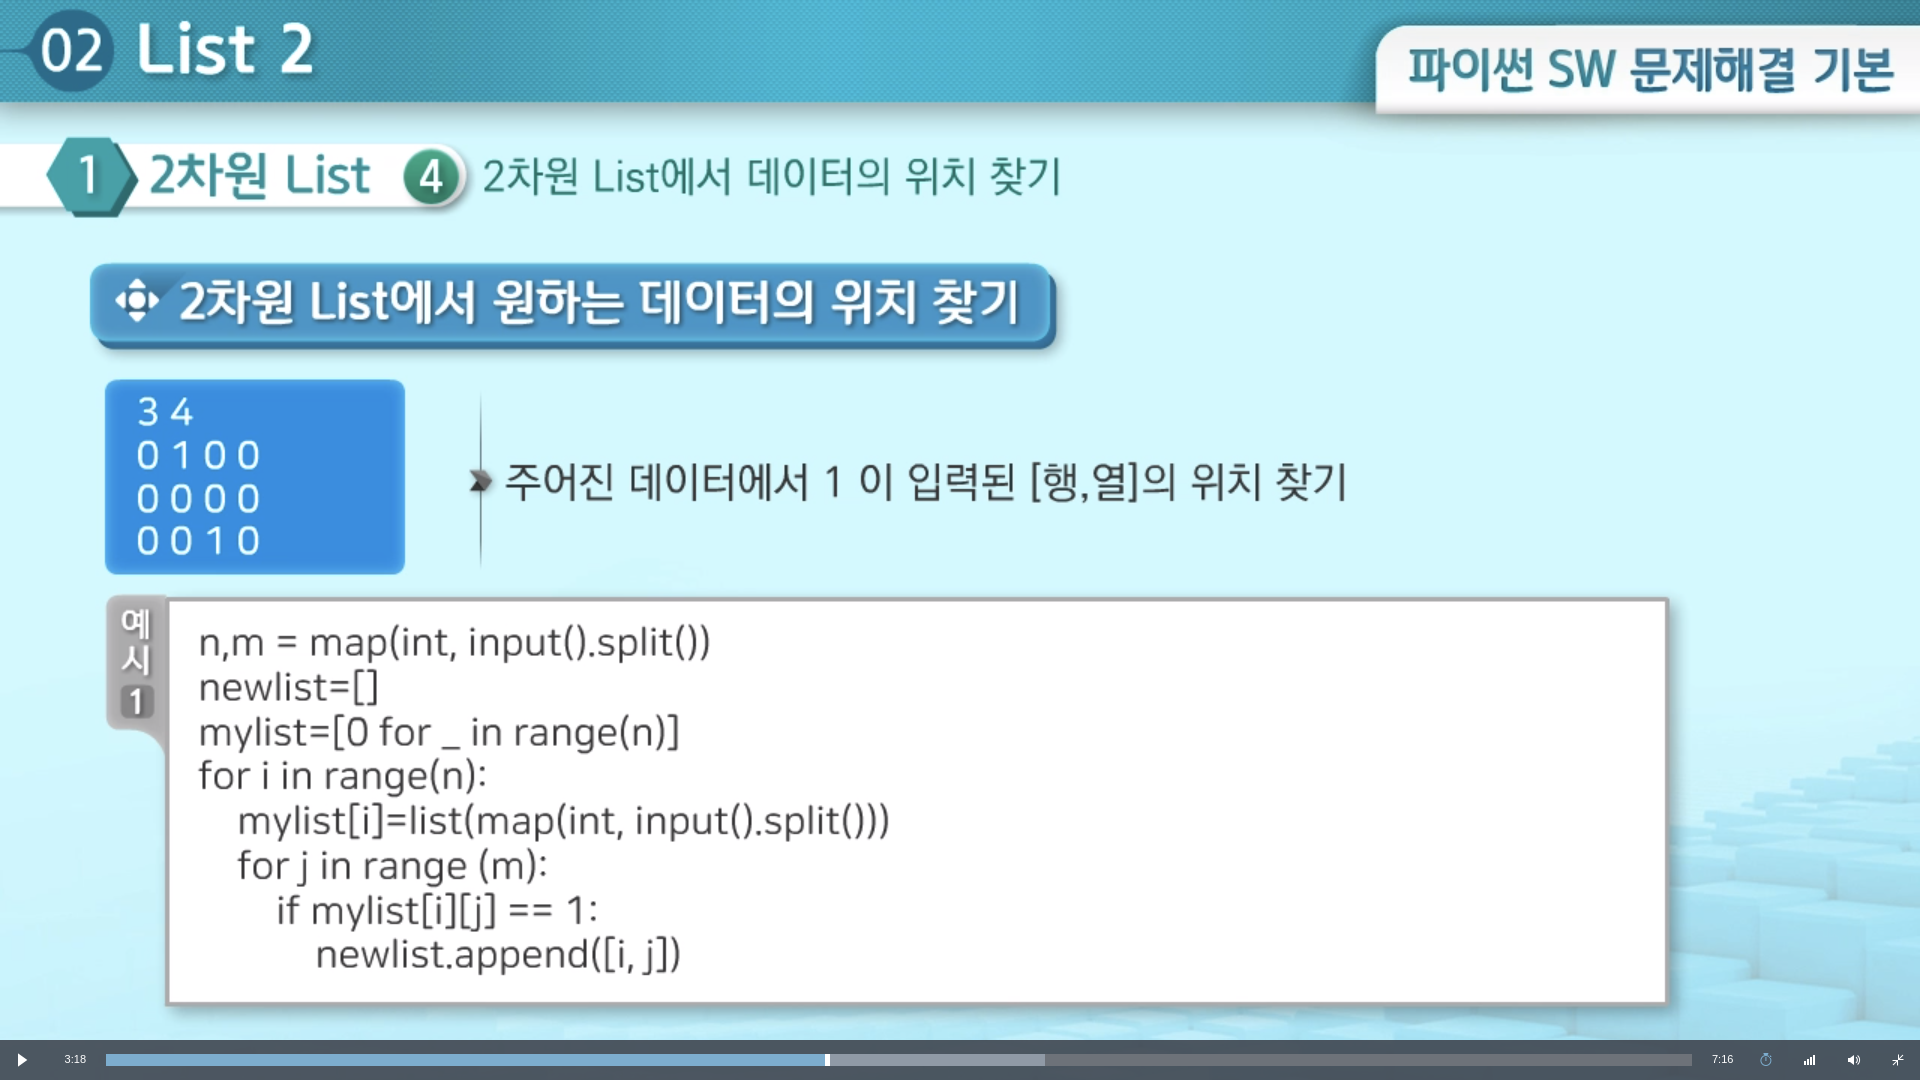 02 List 2
파이썬 SW 문제해결 기본
1 2차원 List 4 2차원 List에서 데이터의 위치 찾기
2차원 List에서 원하는 데이터의 위치 찾기
3 4
0 1 0 0
0 0 0 0
0 0 1 0
주어진 데이터에서 1 이 입력된 [행,열]의 위치 찾기
예시 1
n,m = map(int, input().split())
newlist=[]
mylist=[0 for _ in range(n)]
for i in range(n):
    mylist[i]=list(map(int, input().split()))
    for j in range (m):
        if mylist[i][j] == 1:
            newlist.append([i, j])
3:18
7:16